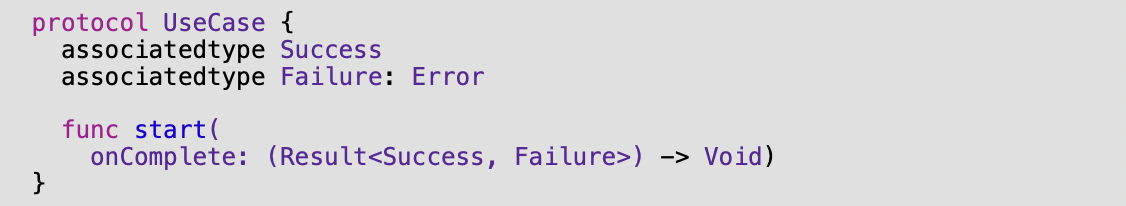 protocol UseCase {
  associatedtype Success
  associatedtype Failure: Error

  func start(
    onComplete: (Result<Success, Failure>) -> Void)
}